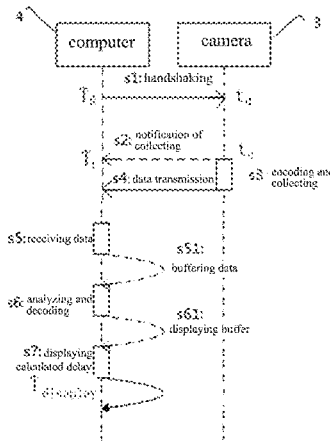 4
3
computer
camera
s1: handshaking
s2: notification of
collecting
s4: data transmission
s3: encoding and
collecting
s5: receiving data
s51:
buffering data
s6: analyzing and
decoding
s61:
displaying buffer
s7: displaying
calculated delay
T display